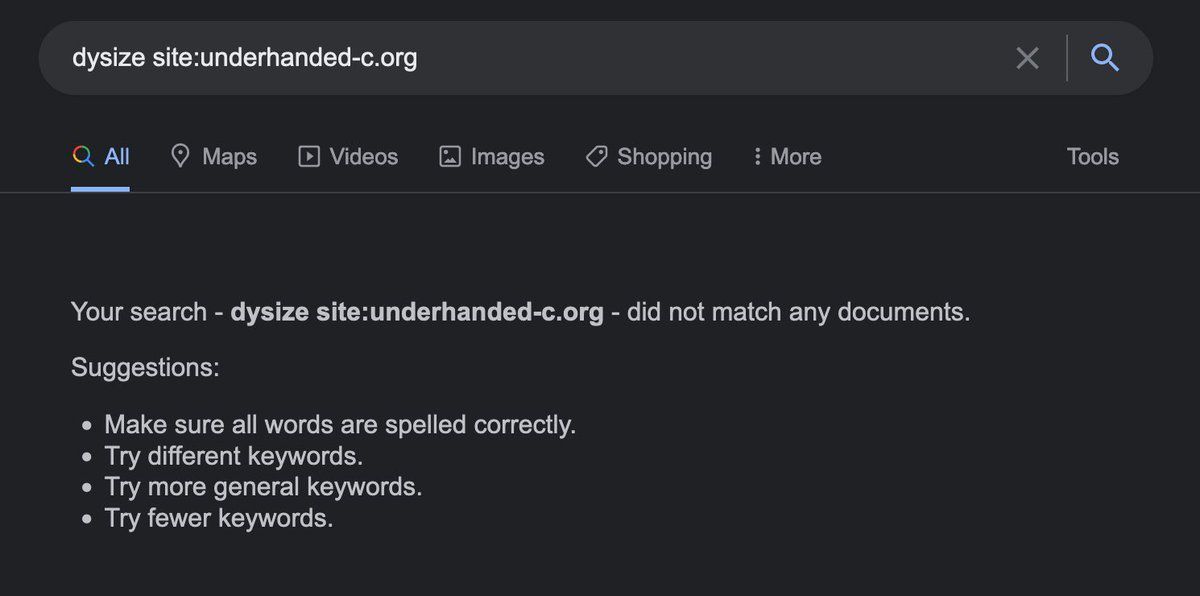 dysize site:underhanded-c.org
All Maps Videos Images Shopping More Tools
Your search - dysize site:underhanded-c.org - did not match any documents.
Suggestions:
Make sure all words are spelled correctly.
Try different keywords.
Try more general keywords.
Try fewer keywords.